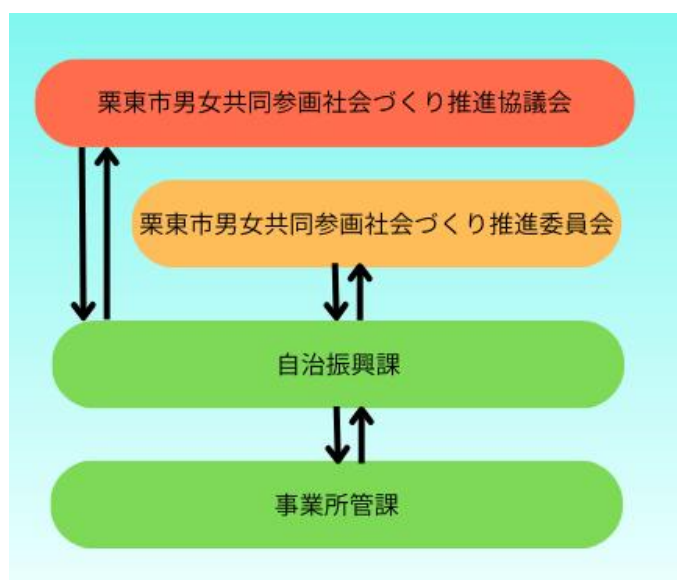 栗東市男女共同参画社会づくり推進協議会
栗東市男女共同参画社会づくり推進委員会
自治振興課
事業所管課